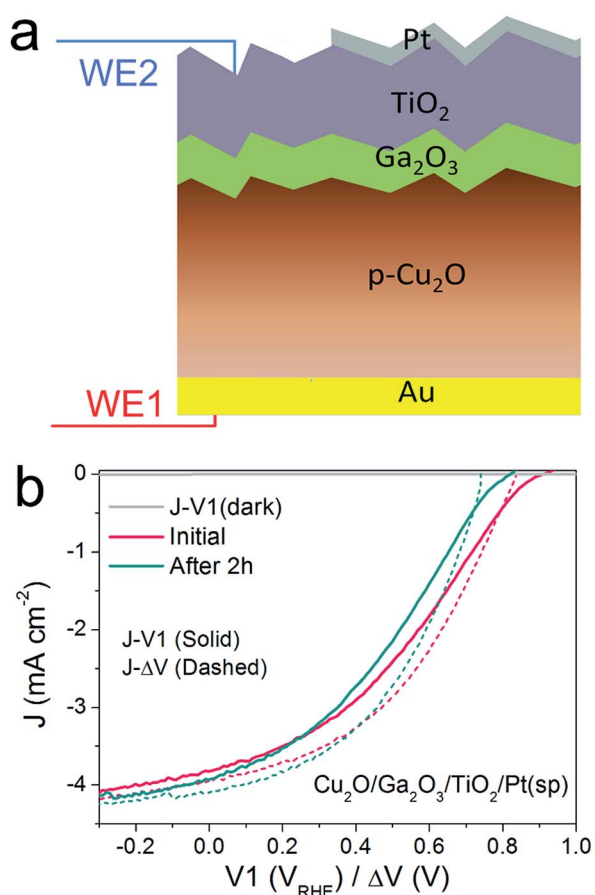 a
Pt
WE2
TiO₂
Ga₂O₃
p-Cu₂O
WE1
Au
b
0
-1
-2
-3
-4
J (mA cm⁻²)
J-V1(dark)
Initial
After 2h
J-V1 (Solid)
J-ΔV (Dashed)
Cu₂O/Ga₂O₃/TiO₂/Pt(sp)
-0.2 0.0 0.2 0.4 0.6 0.8 1.0
V1 (V_RHE) / ΔV (V)